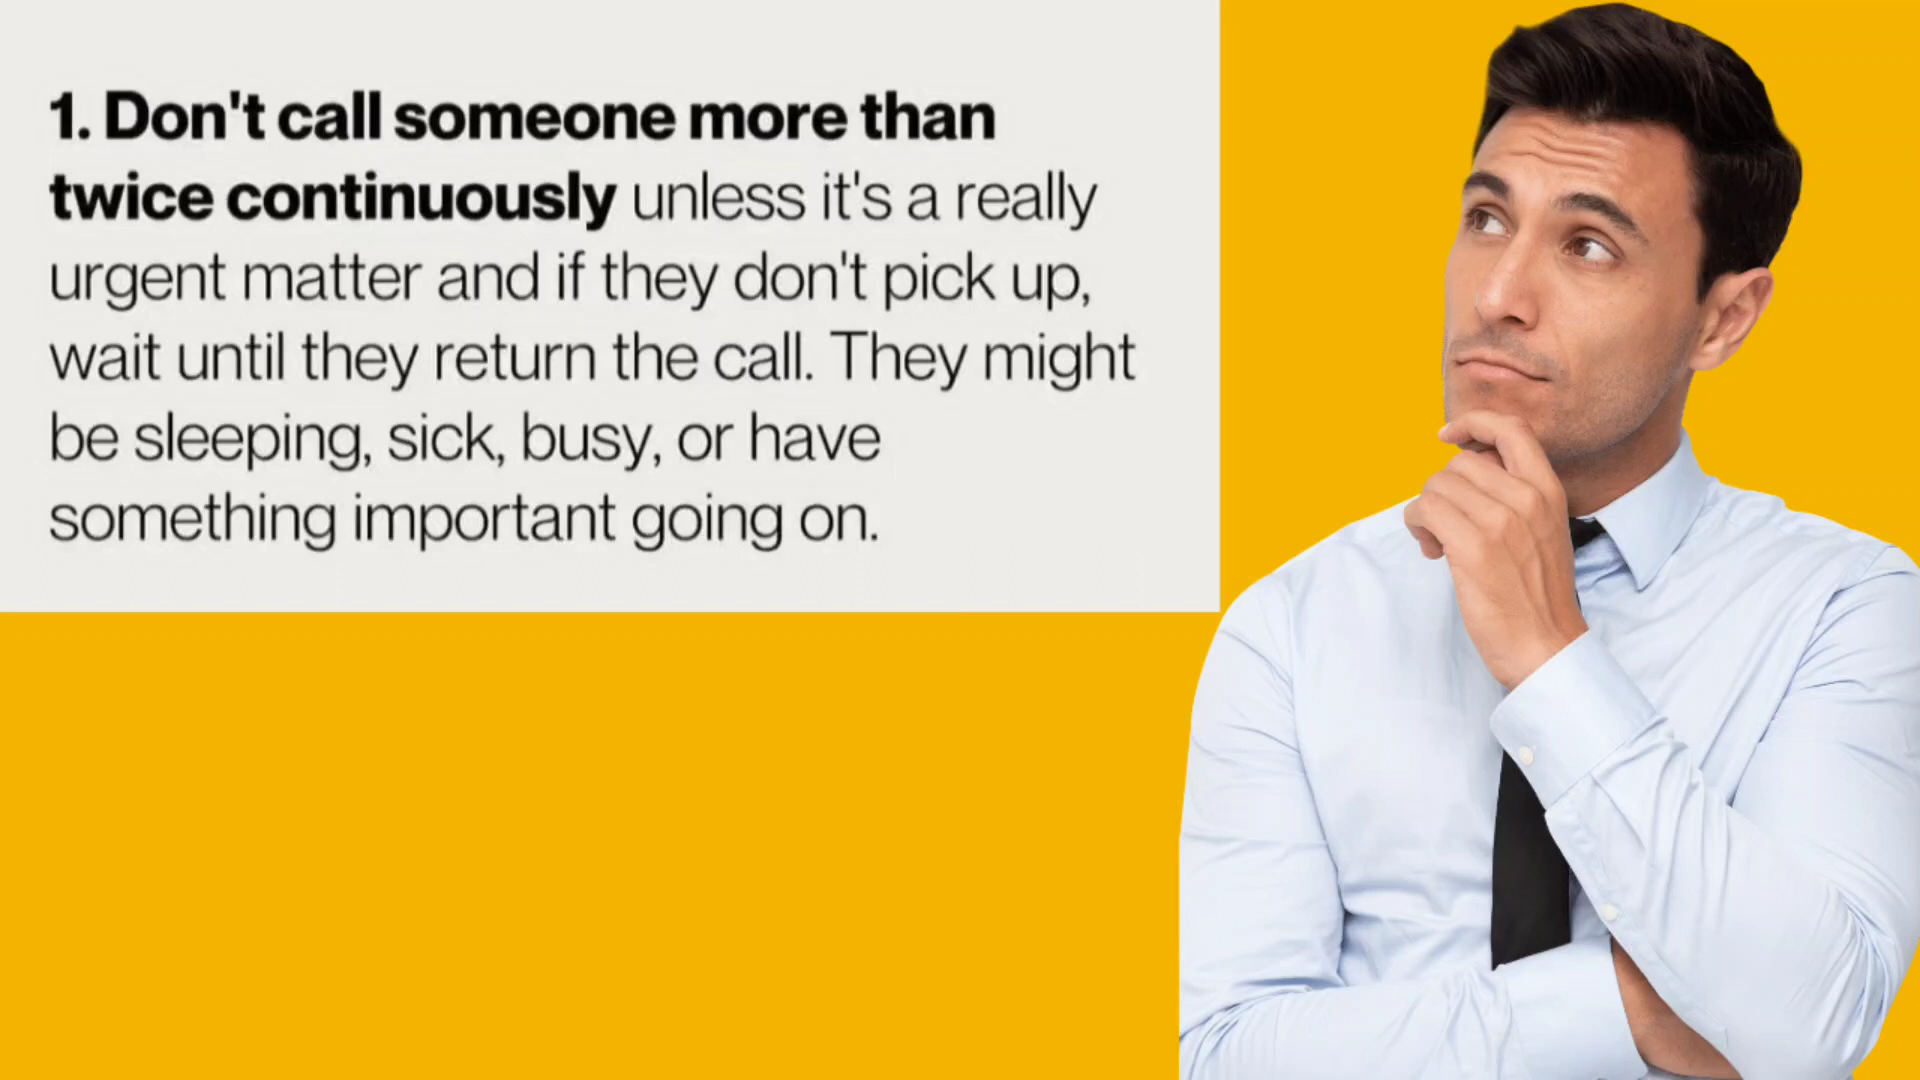 1. Don't call someone more than
twice continuously unless it's a really
urgent matter and if they don't pick up,
wait until they return the call. They might
be sleeping, sick, busy, or have
something important going on.